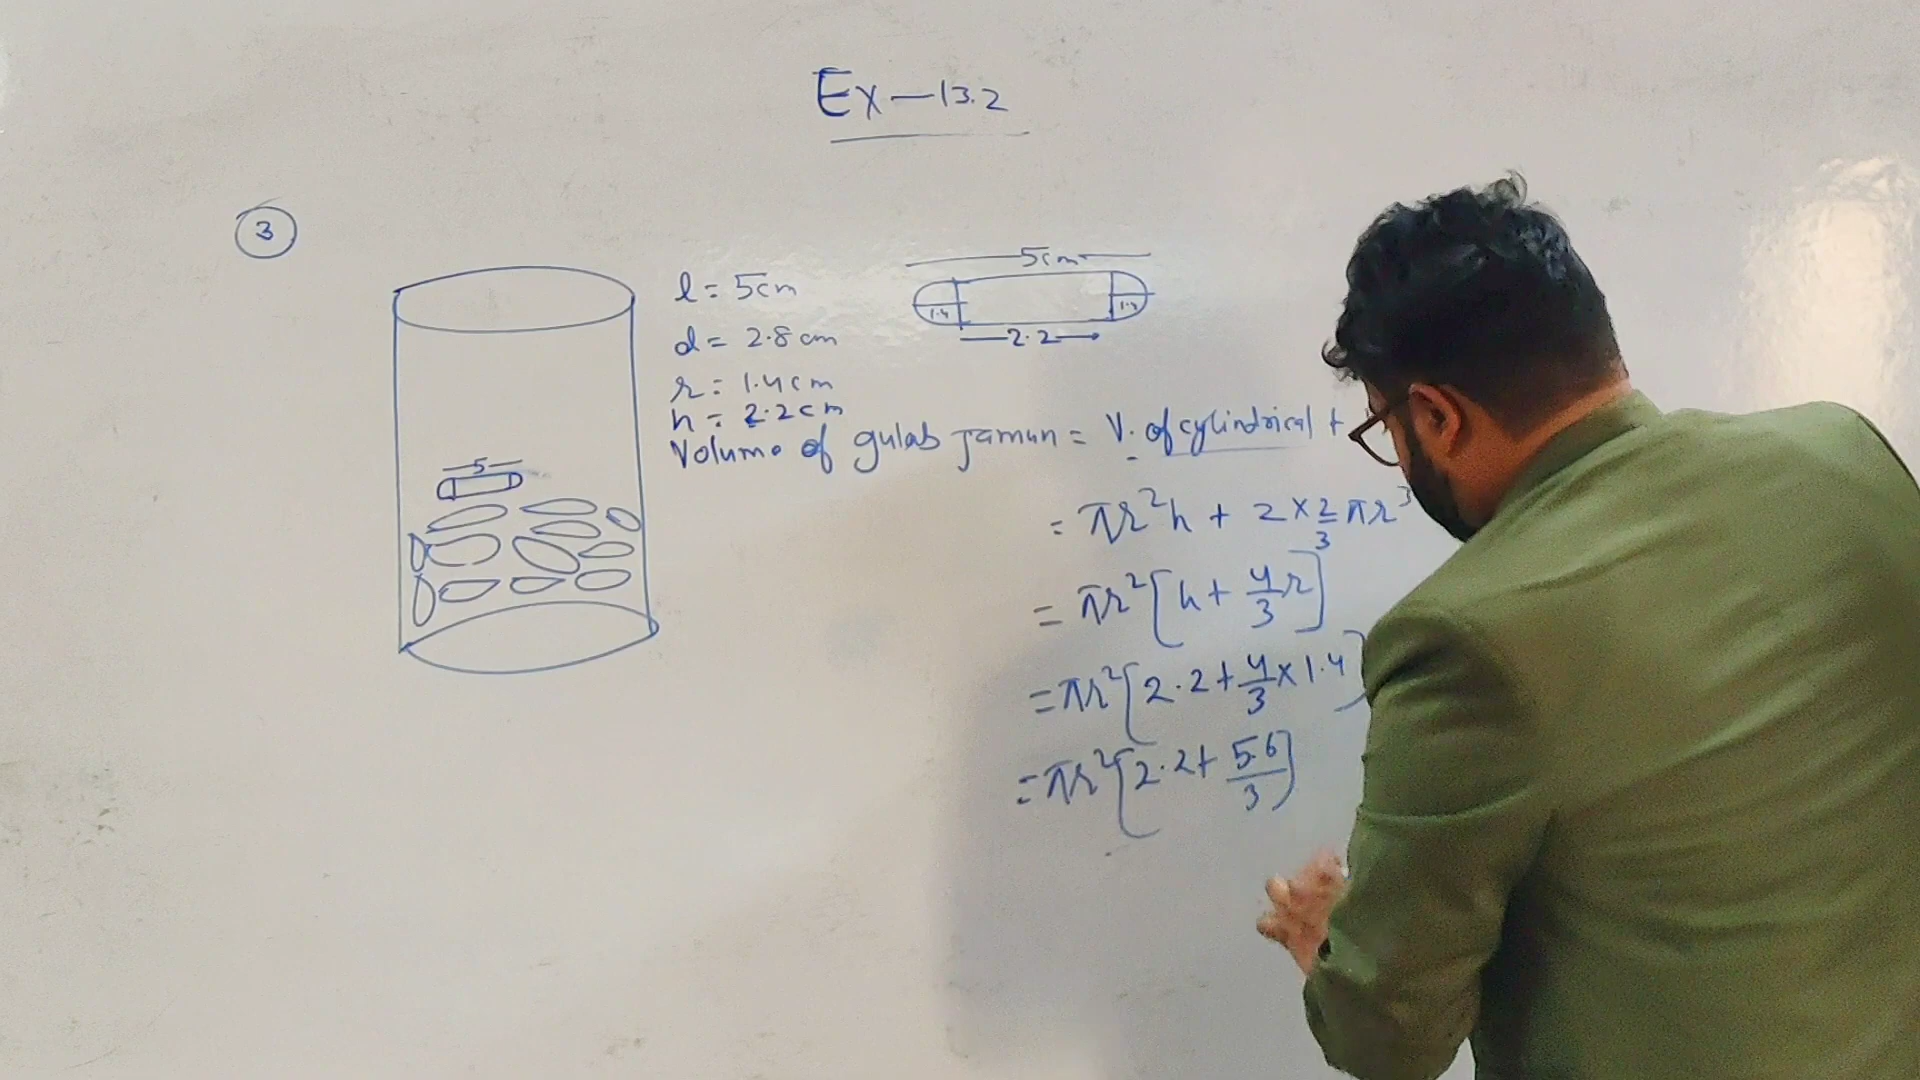 Ex – 13.2
3
l = 5cm
d = 2.8 cm
r = 1.4cm
h = 2.2cm
5cm
1.4
1.4
2.2
5
Volume of gulab jamun = V. of cylindrical +
= πr²h + 2 × 2/3 πr³
= πr² [h + 4/3 r]
= πr² [2.2 + 4/3 × 1.4]
= πr² [2.2 + 5.6/3]